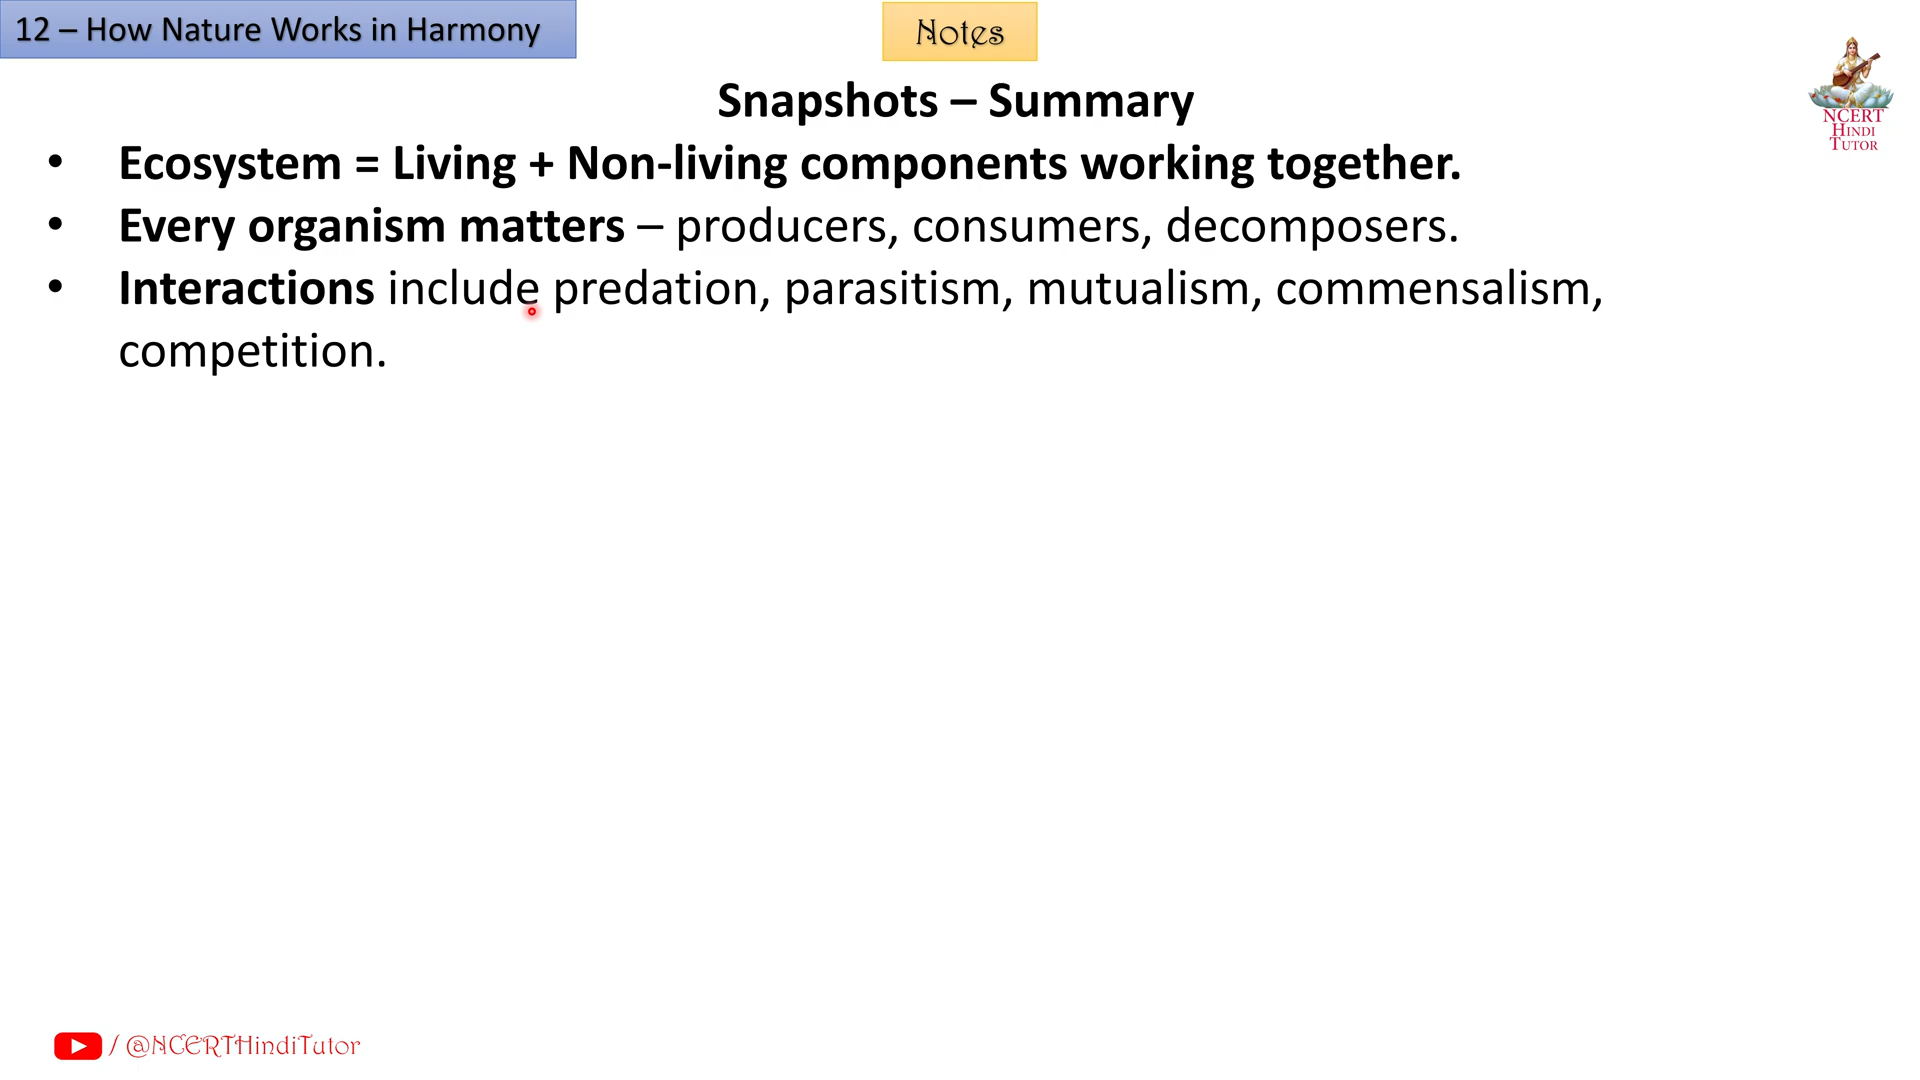 12 – How Nature Works in Harmony
Notes
NCERT
HINDI
TUTOR
Snapshots – Summary
• Ecosystem = Living + Non-living components working together.
• Every organism matters – producers, consumers, decomposers.
• Interactions include predation, parasitism, mutualism, commensalism,
competition.
/ @NCERTHindiTutor